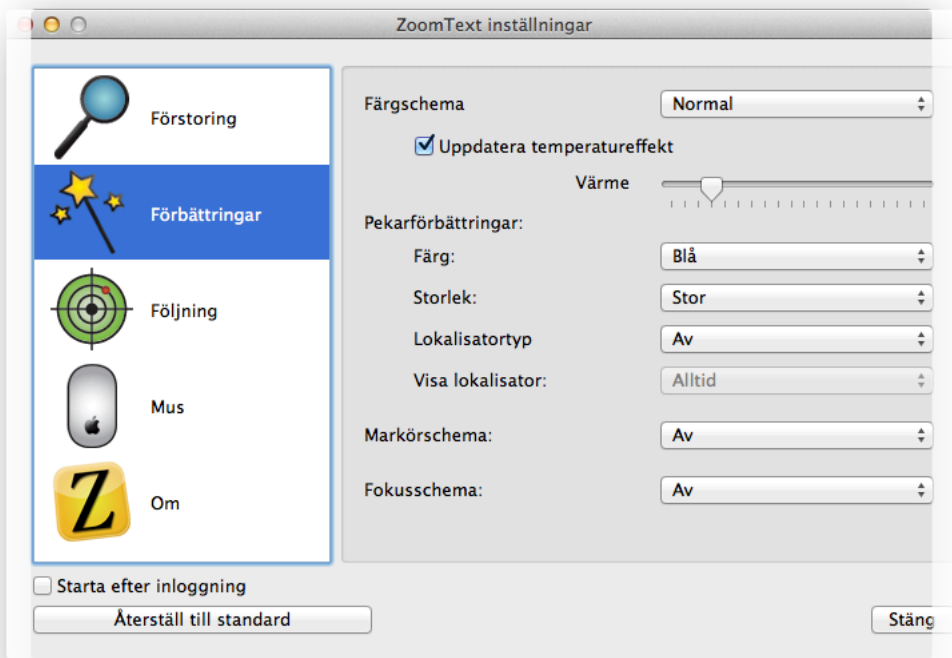 ZoomText inställningar
Förstoring
Förbättringar
Följning
Mus
Z
Om
Färgschema
Normal
Uppdatera temperatureffekt
Värme
Pekarförbättringar:
Färg:
Blå
Storlek:
Stor
Lokalisatortyp
Av
Visa lokalisator:
Alltid
Markörschema:
Av
Fokusschema:
Av
Starta efter inloggning
Återställ till standard
Stäng